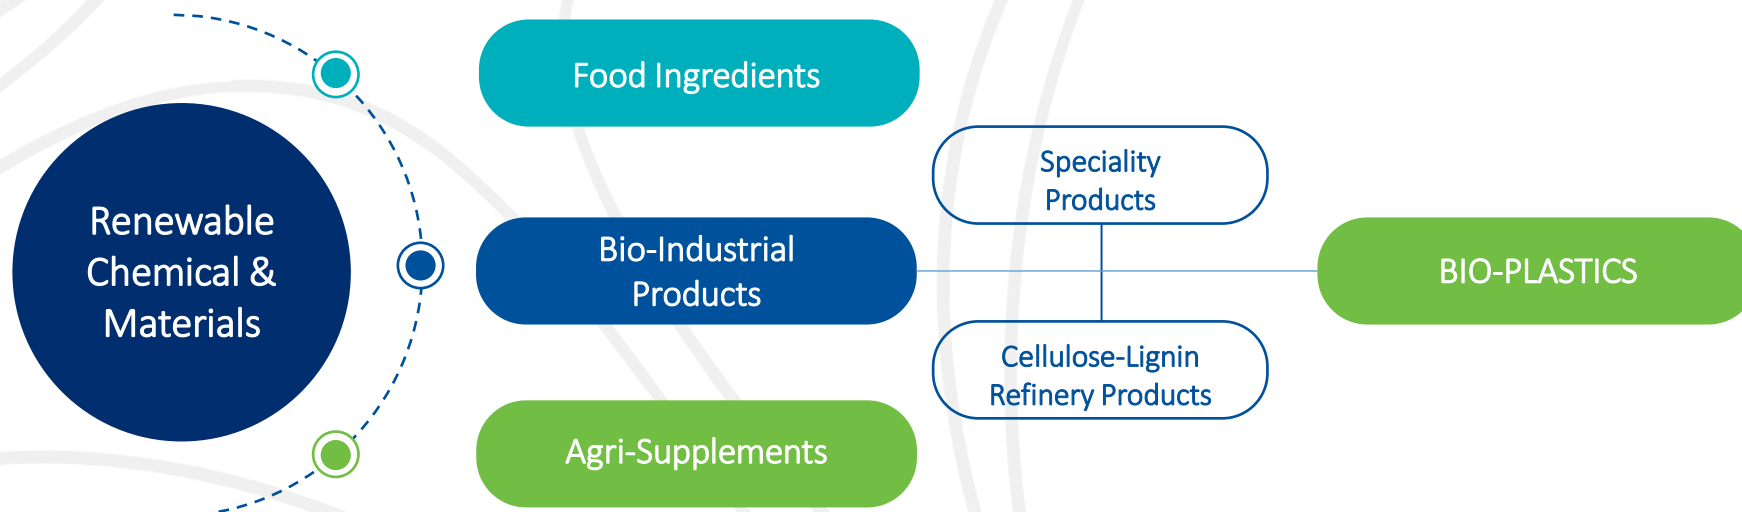 Renewable
Chemical &
Materials
Food Ingredients
Bio-Industrial
Products
Agri-Supplements
Speciality
Products
Cellulose-Lignin
Refinery Products
BIO-PLASTICS